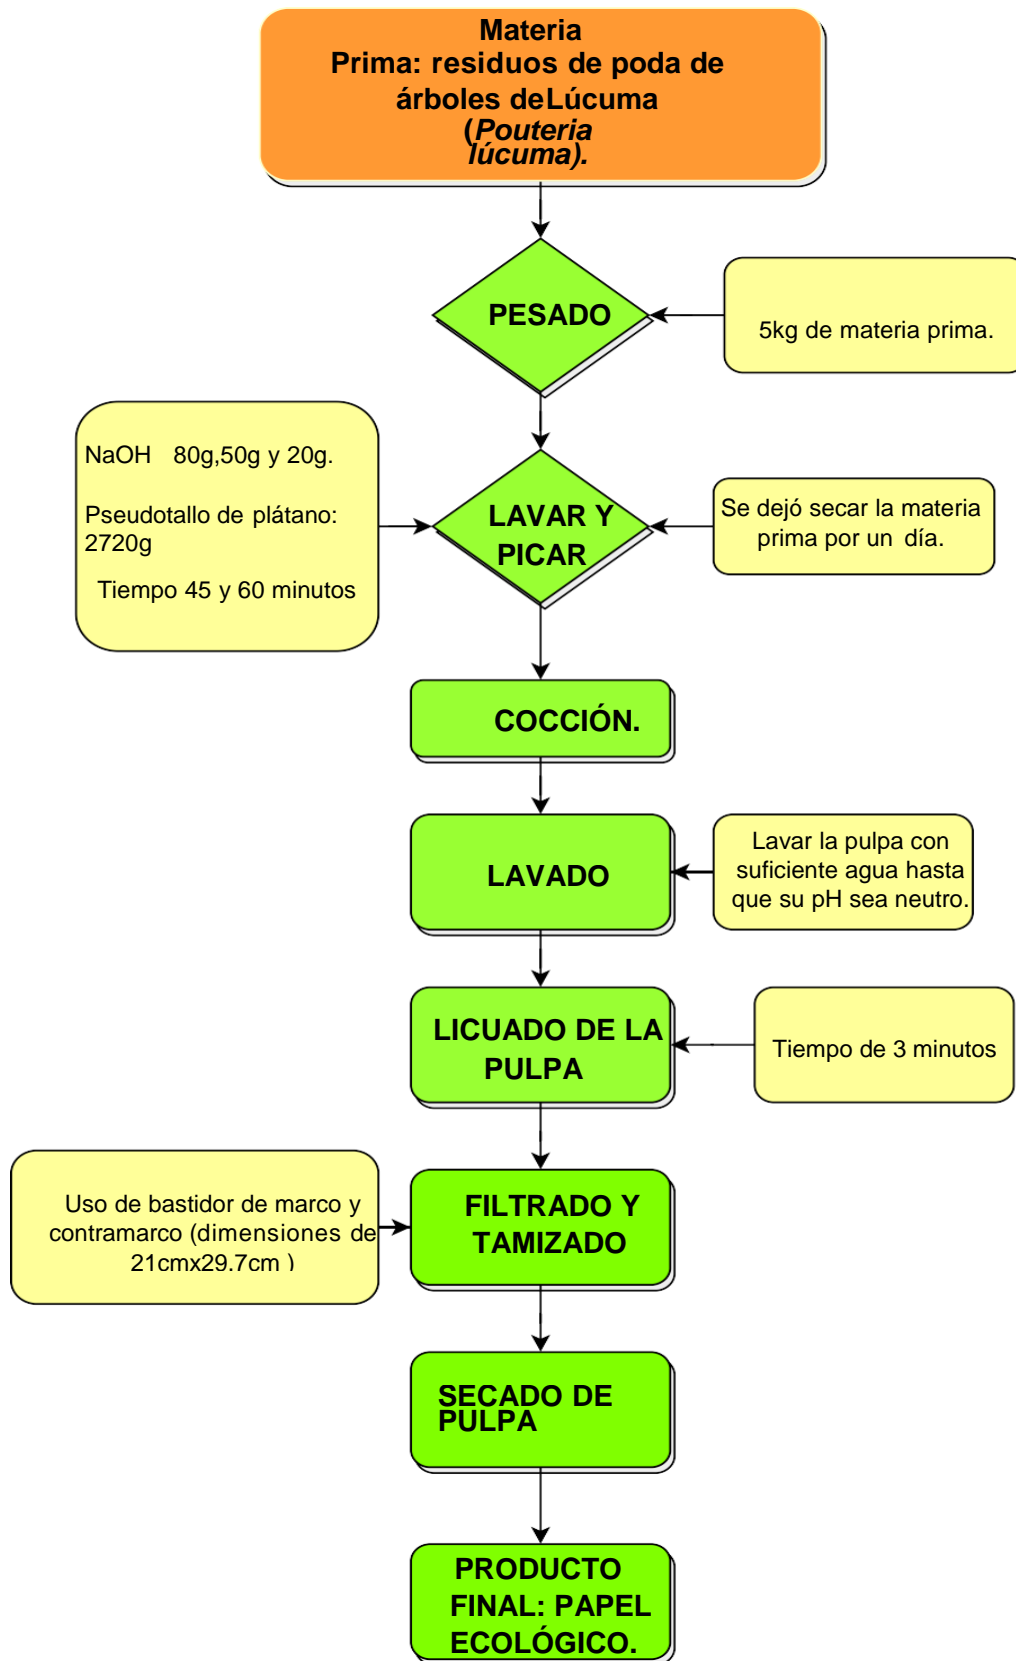 Materia
Prima: residuos de poda de
árboles deLúcuma
(Pouteria
lúcuma).
PESADO
5kg de materia prima.
NaOH 80g,50g y 20g.
Pseudotallo de plátano:
2720g
Tiempo 45 y 60 minutos
LAVAR Y
PICAR
Se dejó secar la materia
prima por un día.
COCCIÓN.
LAVADO
Lavar la pulpa con
suficiente agua hasta
que su pH sea neutro.
LICUADO DE LA
PULPA
Tiempo de 3 minutos
Uso de bastidor de marco y
contramarco (dimensiones de
21cmx29.7cm )
FILTRADO Y
TAMIZADO
SECADO DE
PULPA
PRODUCTO
FINAL: PAPEL
ECOLÓGICO.